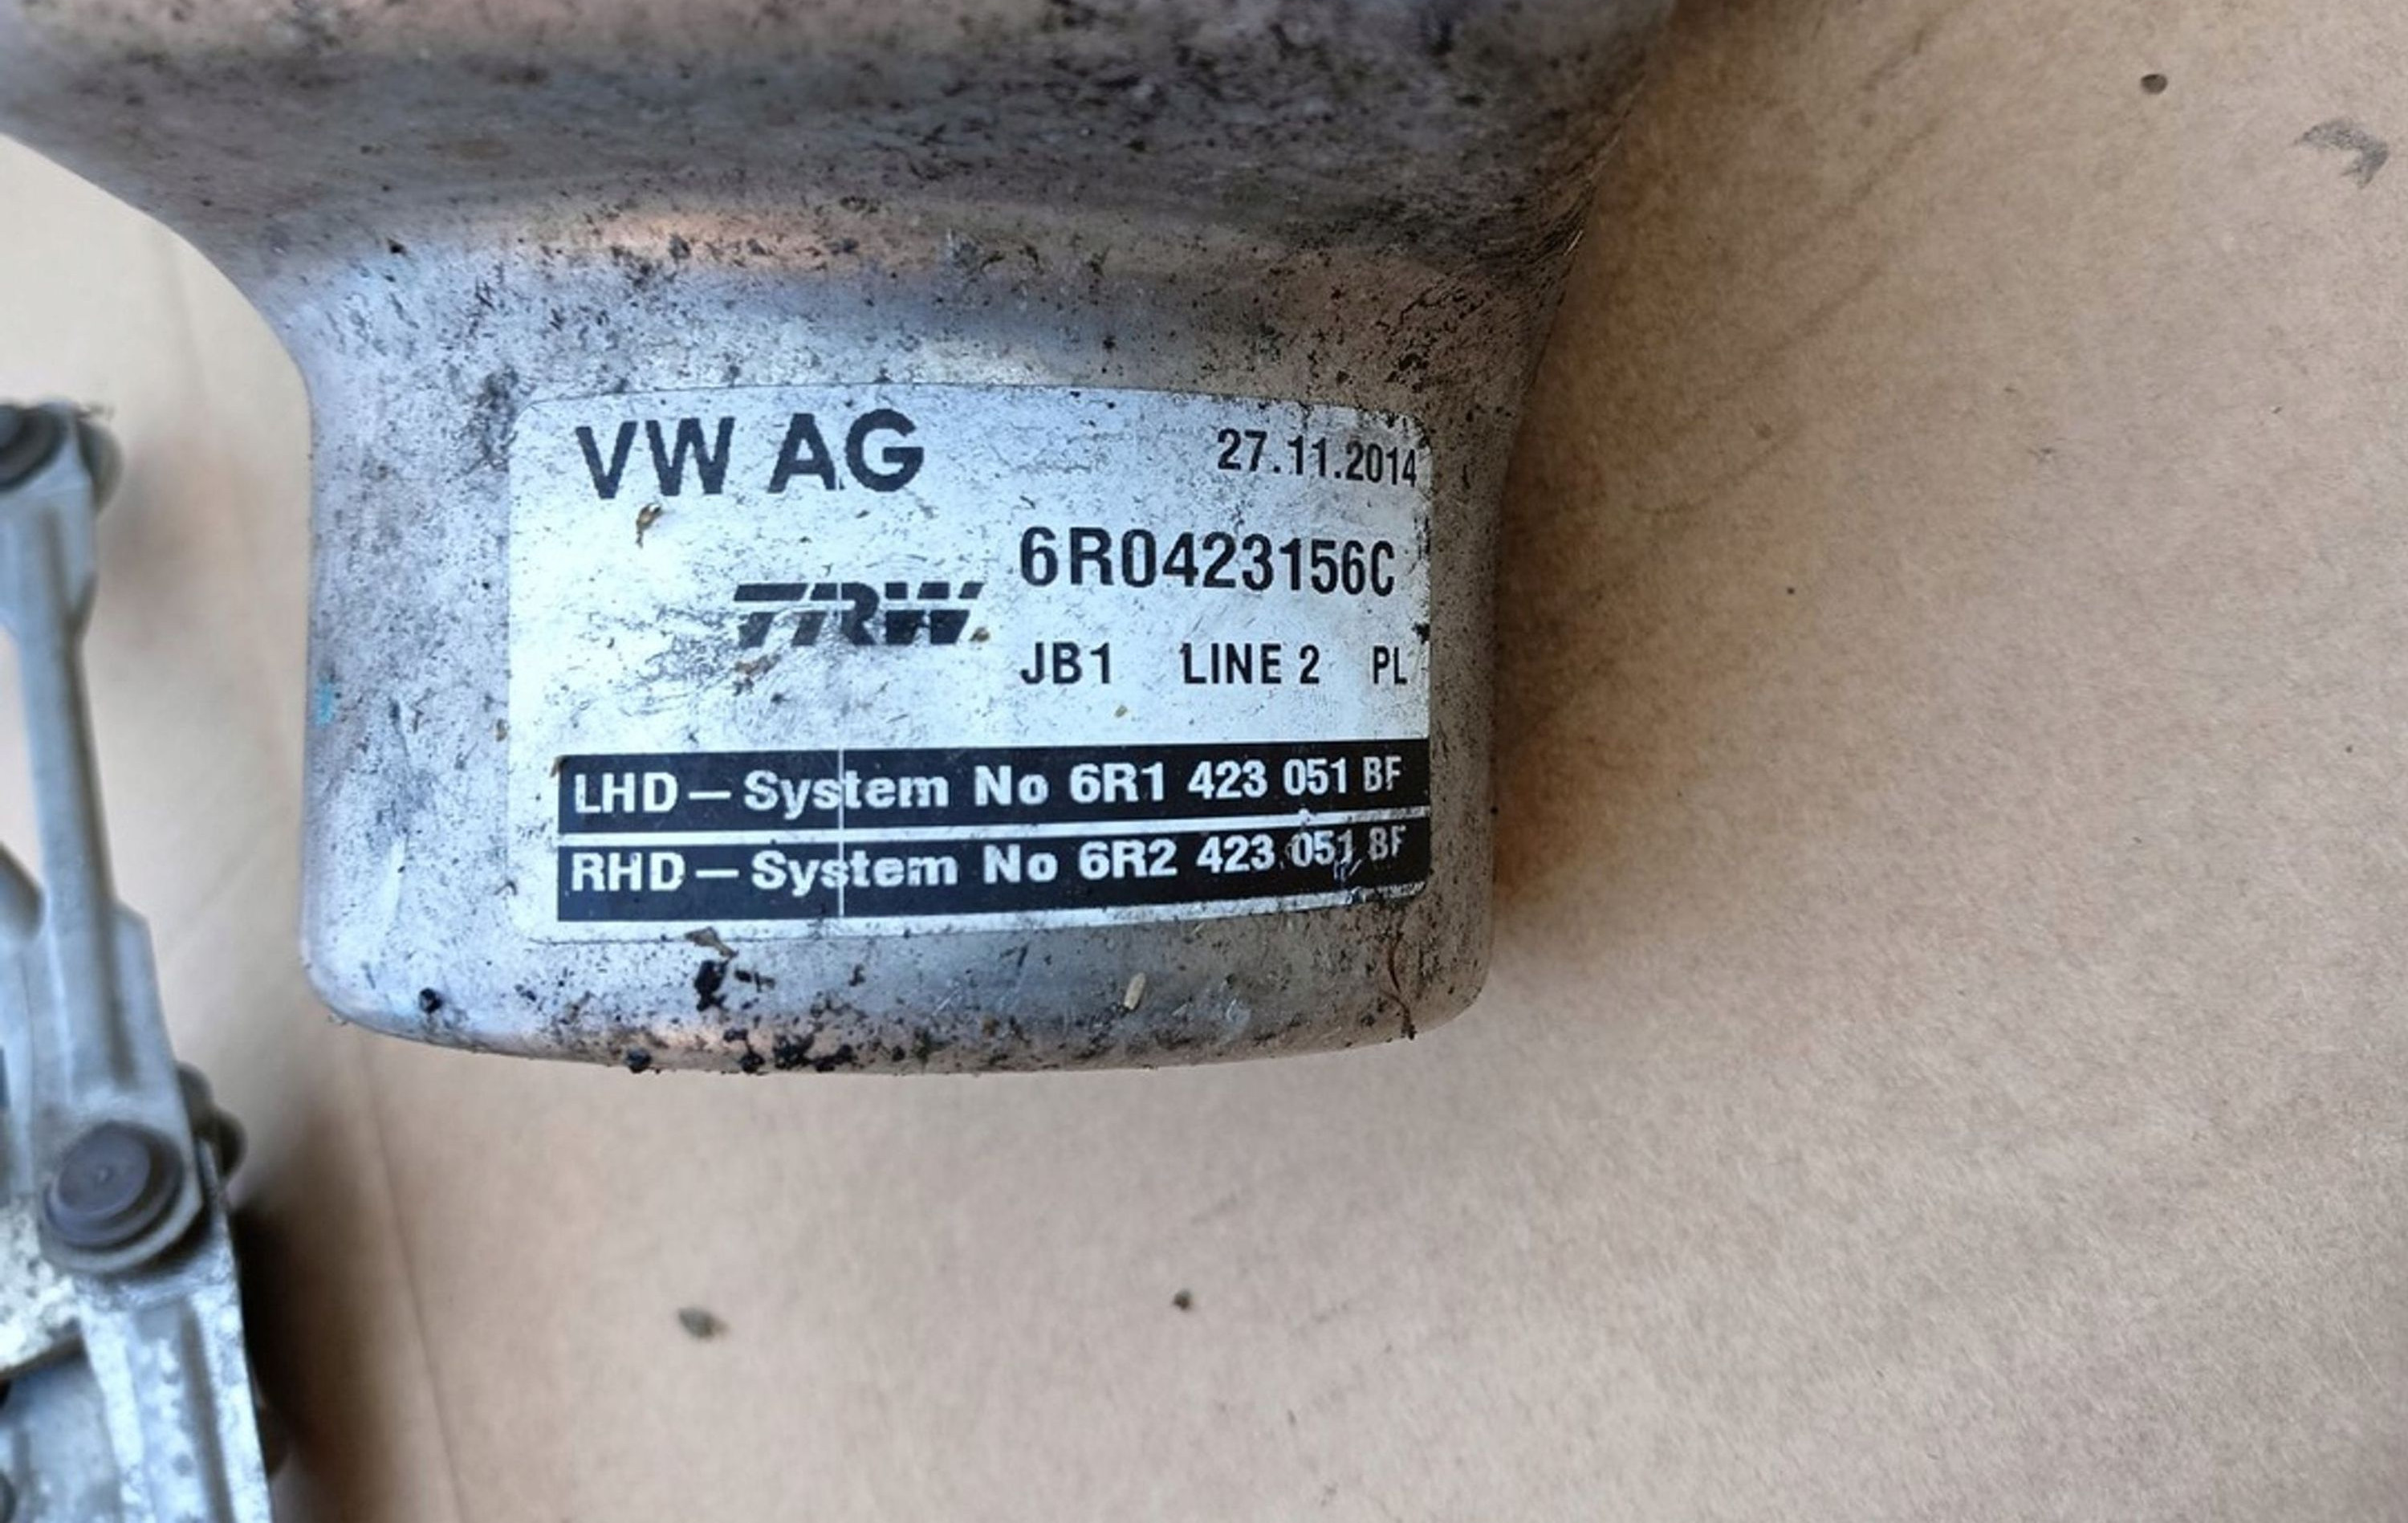 VW AG 27.11.2014
6R0423156C
TRW
JB1 LINE 2 PL
LHD – System No 6R1 423 051 BF
RHD – System No 6R2 423 051 BF